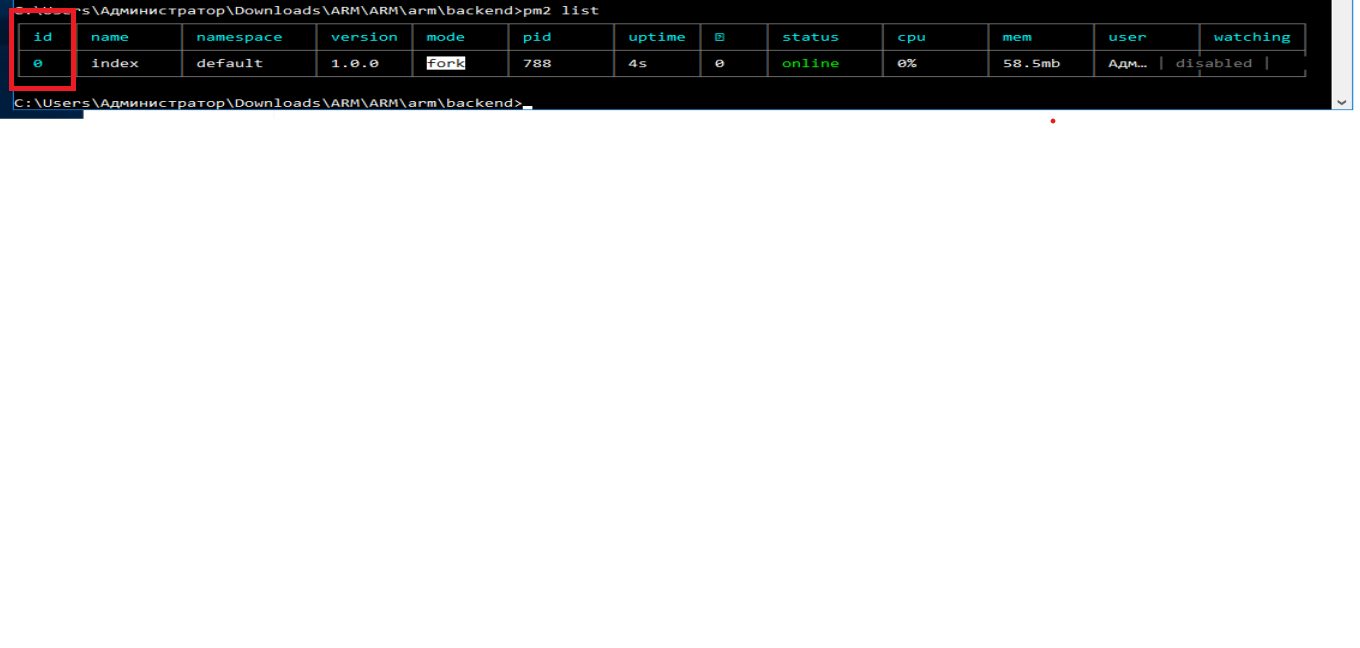 C:\Users\Администратор\Downloads\ARM\ARM\arm\backend>pm2 list
id name namespace version mode pid uptime status cpu mem user watching
0 index default 1.0.0 fork 788 4s 0 online 0% 58.5mb Адм… disabled
C:\Users\Администратор\Downloads\ARM\ARM\arm\backend>